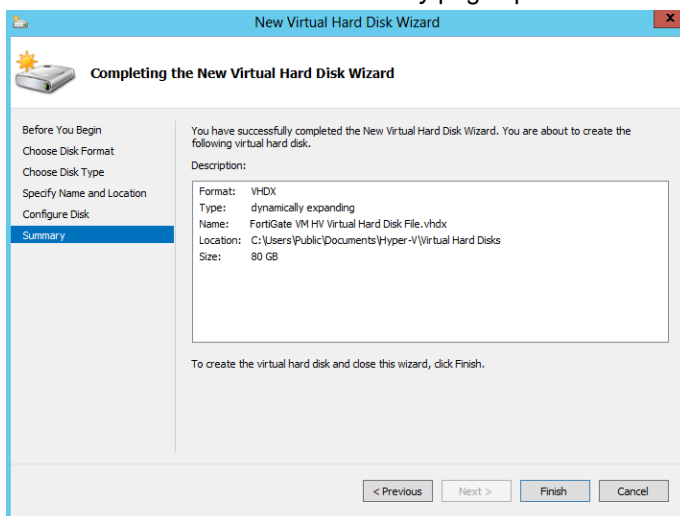 New Virtual Hard Disk Wizard
x
Completing the New Virtual Hard Disk Wizard
Before You Begin
Choose Disk Format
Choose Disk Type
Specify Name and Location
Configure Disk
Summary
You have successfully completed the New Virtual Hard Disk Wizard. You are about to create the
following virtual hard disk.
Description:
Format: VHDX
Type: dynamically expanding
Name: FortiGate VM HV Virtual Hard Disk File.vhdx
Location: C:\Users\Public\Documents\Hyper-V\Virtual Hard Disks
Size: 80 GB
To create the virtual hard disk and close this wizard, click Finish.
< Previous
Next >
Finish
Cancel